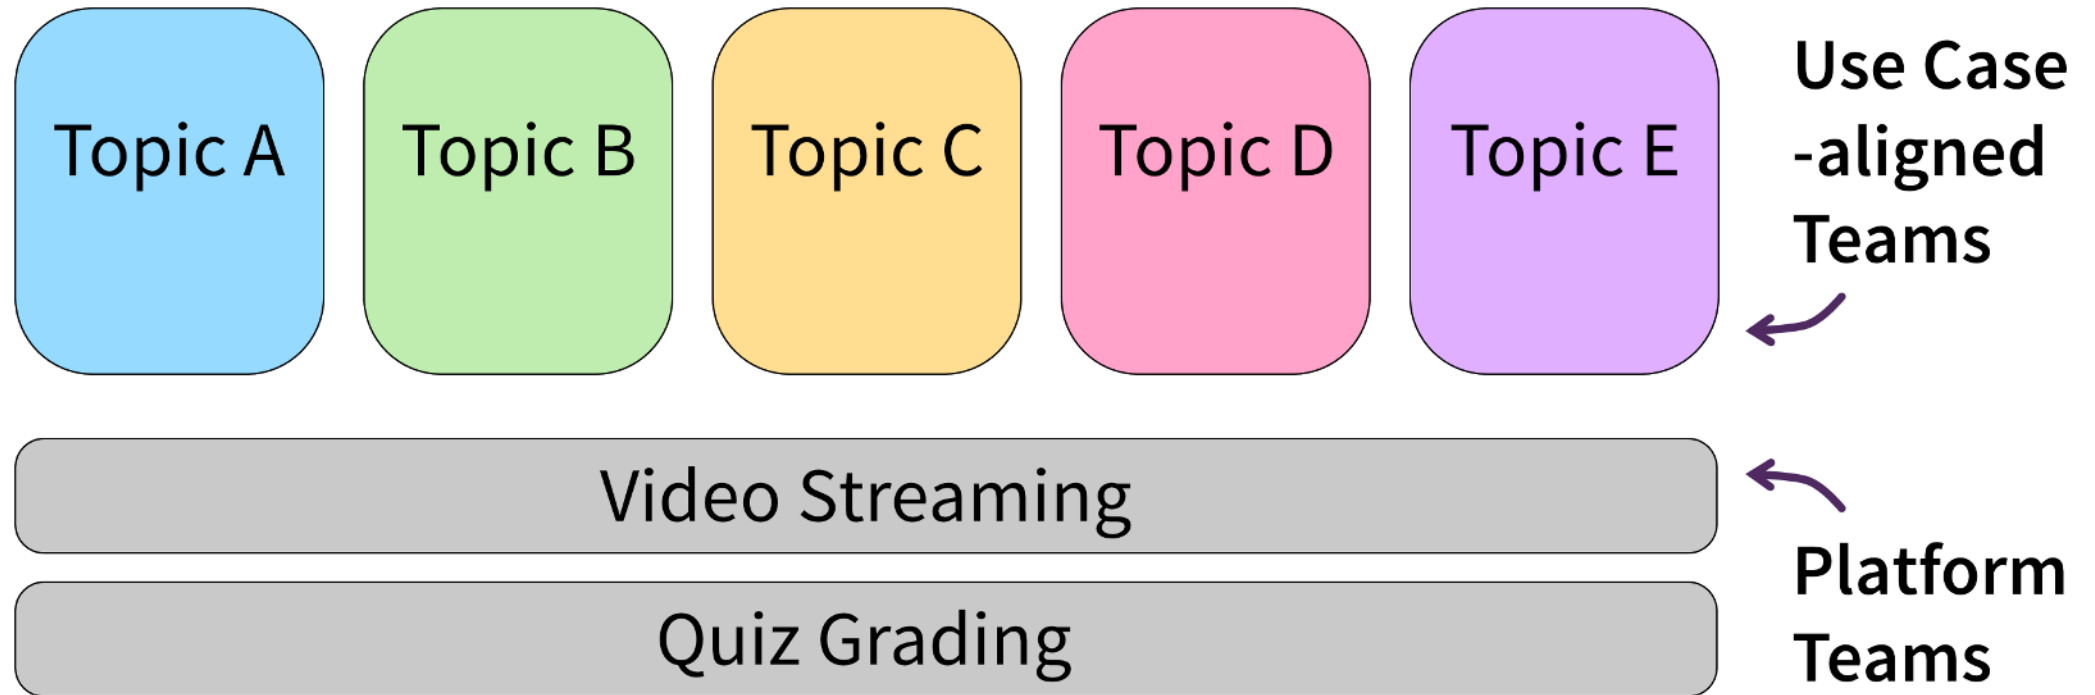 Topic A
Topic B
Topic C
Topic D
Topic E
Use Case
-aligned
Teams
Video Streaming
Quiz Grading
Platform
Teams